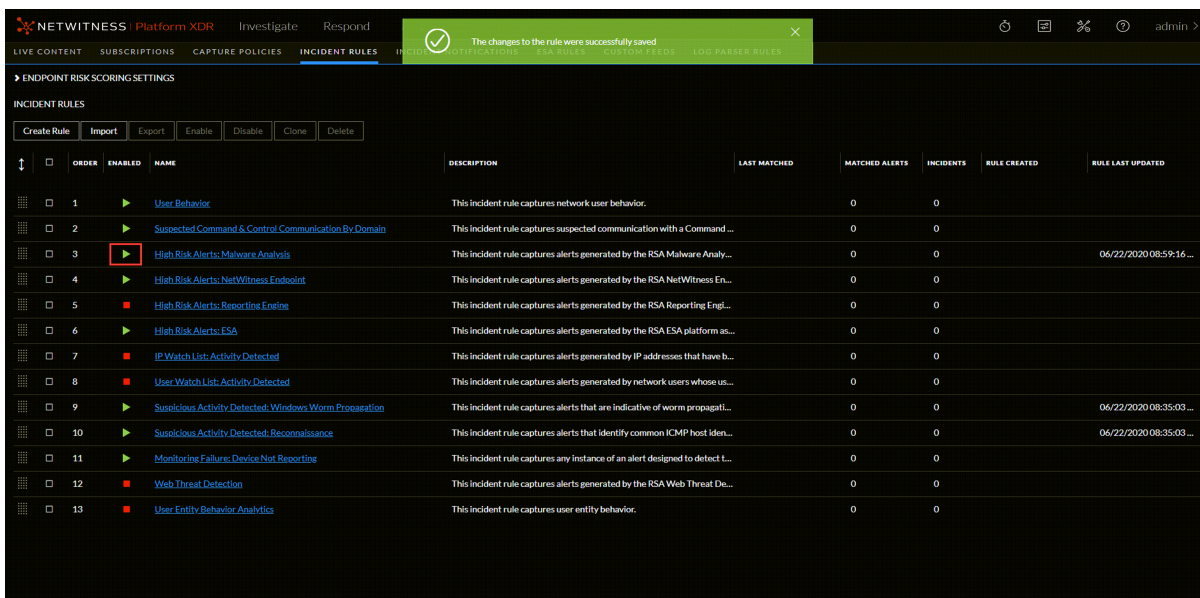 NETWITNESS | Platform XDR Investigate Respond admin >
The changes to the rule were successfully saved
LIVE CONTENT SUBSCRIPTIONS CAPTURE POLICIES INCIDENT RULES INCIDENT NOTIFICATIONS ESA RULES CUSTOM FEEDS LOG PARSER RULES
ENDPOINT RISK SCORING SETTINGS
INCIDENT RULES
Create Rule Import Export Enable Disable Clone Delete
ORDER ENABLED NAME DESCRIPTION LAST MATCHED MATCHED ALERTS INCIDENTS RULE CREATED RULE LAST UPDATED
1 User Behavior This incident rule captures network user behavior. 0 0
2 Suspected Command & Control Communication By Domain This incident rule captures suspected communication with a Command ... 0 0
3 High Risk Alerts: Malware Analysis This incident rule captures alerts generated by the RSA Malware Analy... 0 0 06/22/2020 08:59:16 ...
4 High Risk Alerts: NetWitness Endpoint This incident rule captures alerts generated by the RSA NetWitness En... 0 0
5 High Risk Alerts: Reporting Engine This incident rule captures alerts generated by the RSA Reporting Engi... 0 0
6 High Risk Alerts: ESA This incident rule captures alerts generated by the RSA ESA platform as... 0 0
7 IP Watch List: Activity Detected This incident rule captures alerts generated by IP addresses that have b... 0 0
8 User Watch List: Activity Detected This incident rule captures alerts generated by network users whose us... 0 0
9 Suspicious Activity Detected: Windows Worm Propagation This incident rule captures alerts that are indicative of worm propagati... 0 0 06/22/2020 08:35:03 ...
10 Suspicious Activity Detected: Reconnaissance This incident rule captures alerts that identify common ICMP host iden... 0 0 06/22/2020 08:35:03 ...
11 Monitoring Failure: Device Not Reporting This incident rule captures any instance of an alert designed to detect t... 0 0
12 Web Threat Detection This incident rule captures alerts generated by the RSA Web Threat De... 0 0
13 User Entity Behavior Analytics This incident rule captures user entity behavior. 0 0